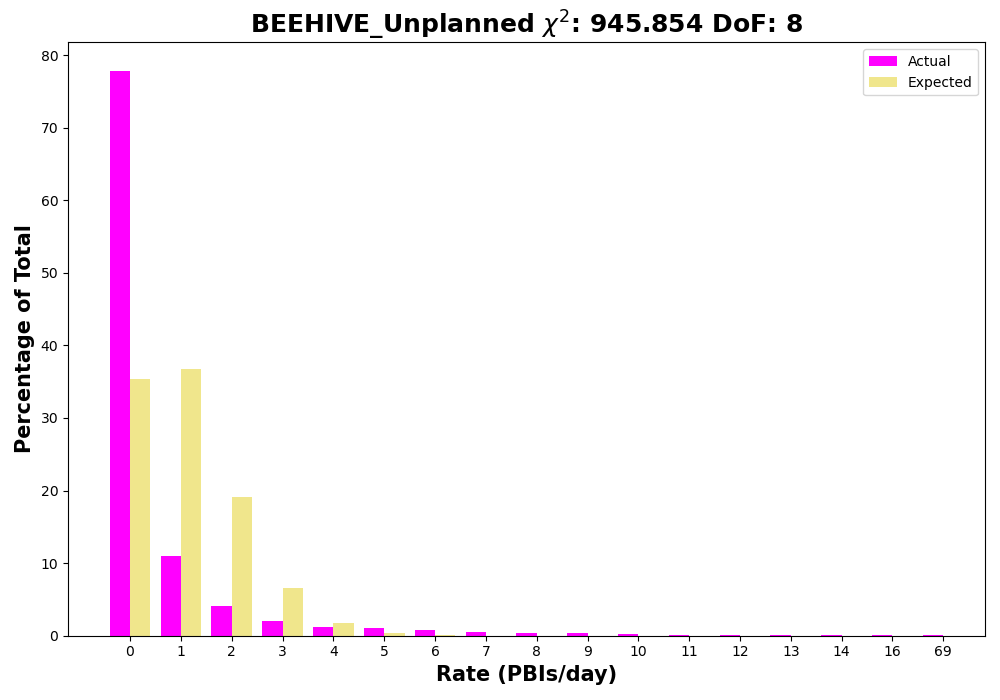 BEEHIVE_Unplanned χ²: 945.854 DoF: 8
Actual
Expected
Percentage of Total
80
70
60
50
40
30
20
10
0
0 1 2 3 4 5 6 7 8 9 10 11 12 13 14 16 69
Rate (PBIs/day)